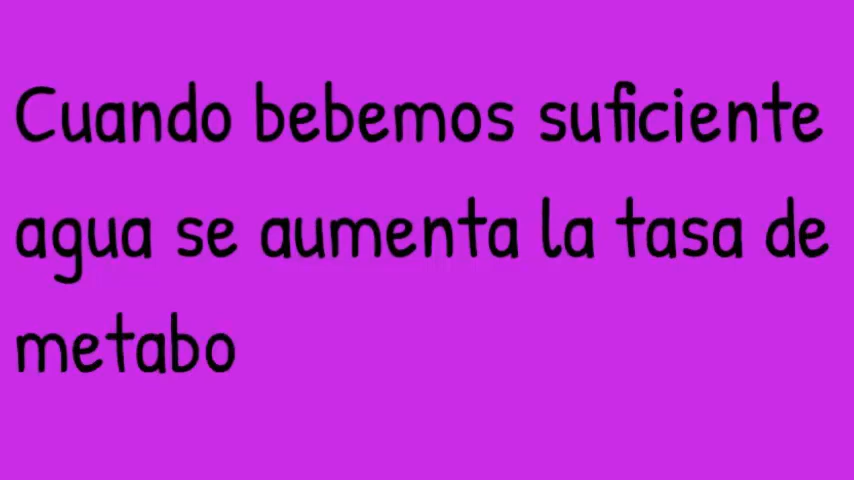 Cuando bebemos suficiente
agua se aumenta la tasa de
metabo